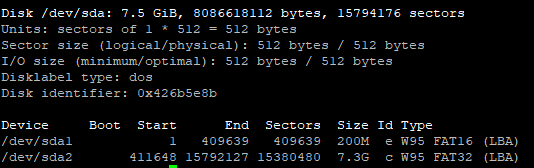 Disk /dev/sda: 7.5 GiB, 8086618112 bytes, 15794176 sectors
Units: sectors of 1 * 512 = 512 bytes
Sector size (logical/physical): 512 bytes / 512 bytes
I/O size (minimum/optimal): 512 bytes / 512 bytes
Disklabel type: dos
Disk identifier: 0x426b5e8b
Device     Boot  Start      End  Sectors  Size Id Type
/dev/sda1            1   409639   409639  200M  e W95 FAT16 (LBA)
/dev/sda2       411648 15792127 15380480  7.3G  c W95 FAT32 (LBA)